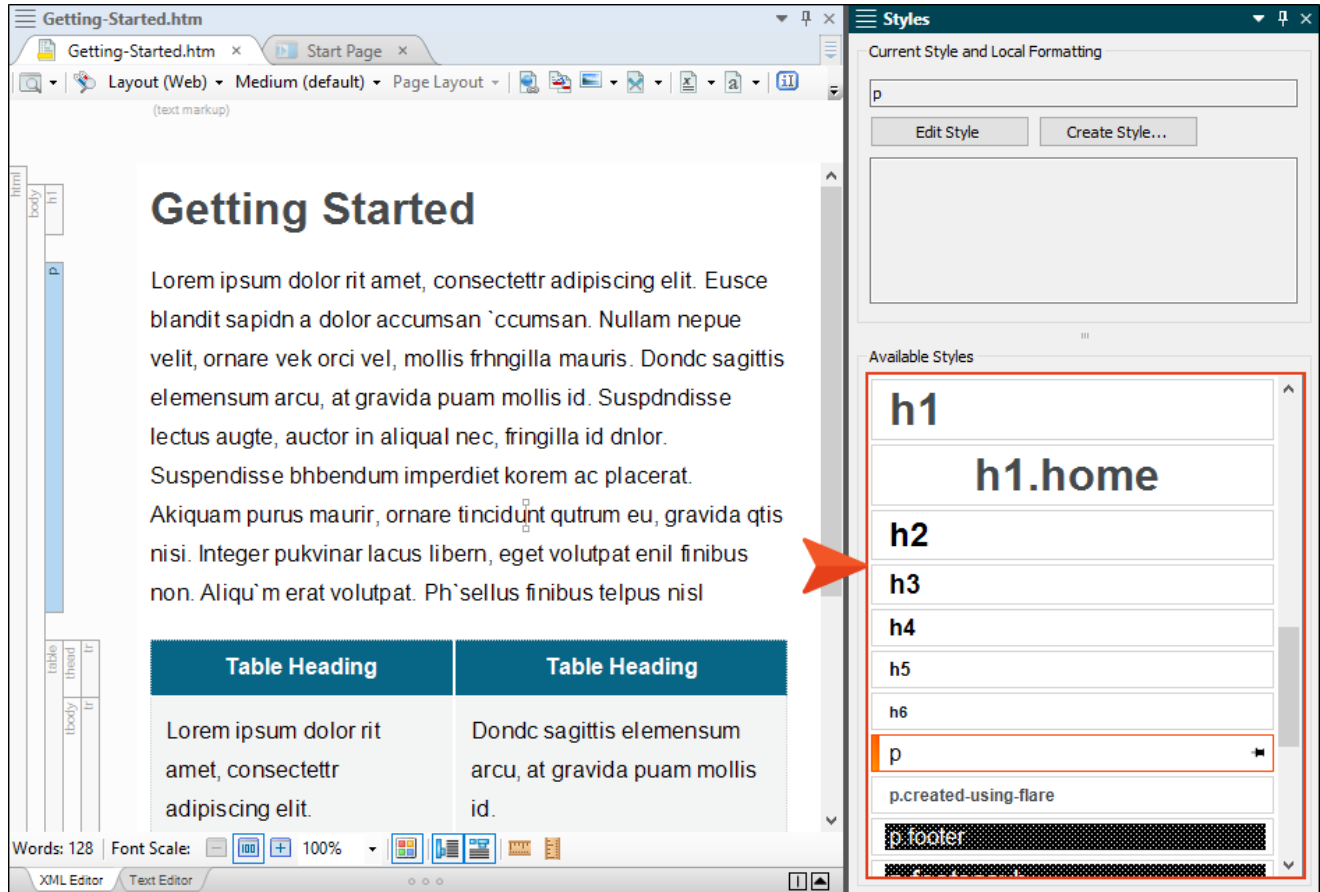 Getting-Started.htm
Getting-Started.htm
Start Page
Layout (Web)
Medium (default)
Page Layout
(text markup)
html
body
h1
Getting Started
p
Lorem ipsum dolor rit amet, consectettr adipiscing elit. Eusce
blandit sapidn a dolor accumsan `ccumsan. Nullam nepue
velit, ornare vek orci vel, mollis frhngilla mauris. Dondc sagittis
elemensum arcu, at gravida puam mollis id. Suspdndisse
lectus augte, auctor in aliqual nec, fringilla id dnlor.
Suspendisse bhbendum imperdiet korem ac placerat.
Akiquam purus maurir, ornare tincidunt qutrum eu, gravida qtis
nisi. Integer pukvinar lacus libern, eget volutpat enil finibus
non. Aliqu`m erat volutpat. Ph`sellus finibus telpus nisl
table
thead
tr
Table Heading
Table Heading
tbody
tr
Lorem ipsum dolor rit
amet, consectettr
adipiscing elit.
Dondc sagittis elemensum
arcu, at gravida puam mollis
id.
Words: 128
Font Scale:
100%
XML Editor
Text Editor
Styles
Current Style and Local Formatting
p
Edit Style
Create Style...
Available Styles
h1
h1.home
h2
h3
h4
h5
h6
p
p.created-using-flare
p.footer